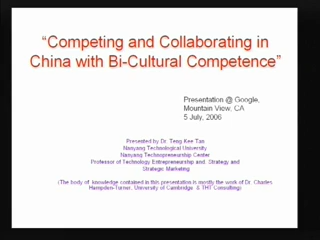 “Competing and Collaborating in
China with Bi-Cultural Competence”
Presentation @ Google,
Mountain View, CA
5 July, 2006
Presented by Dr. Teng-Kee Tan
Nanyang Technological University
Nanyang Technopreneurship Center
Professor of Technology Entrepreneurship and Strategy and
Strategic Marketing
(The body of knowledge contained in this presentation is mostly the work of Dr. Charles
Hampden-Turner, University of Cambridge & THT Consulting)